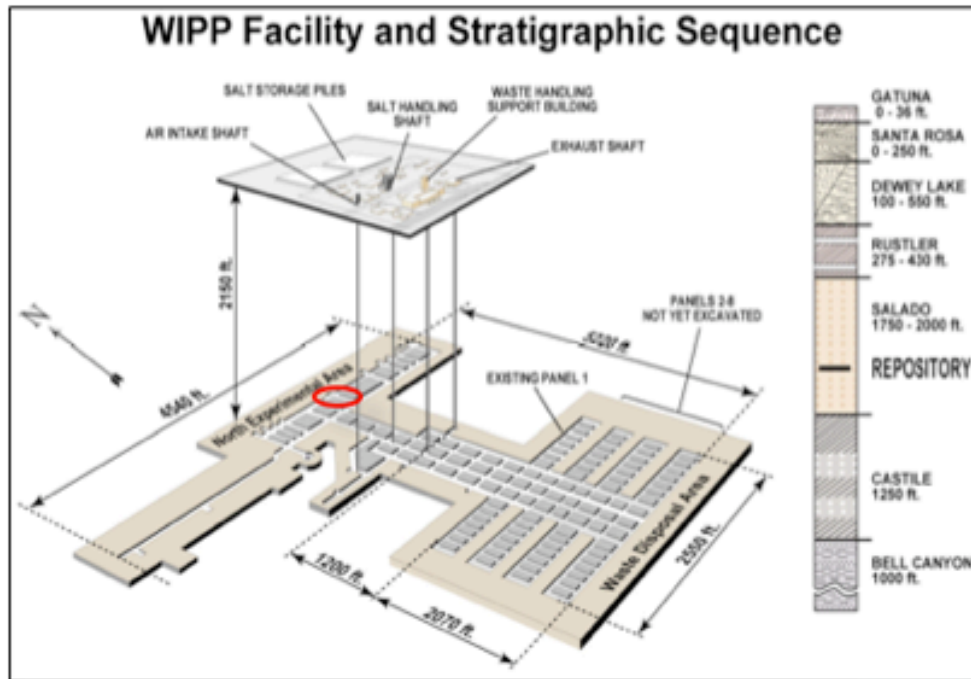 WIPP Facility and Stratigraphic Sequence
SALT STORAGE PILES
AIR INTAKE SHAFT
SALT HANDLING
SHAFT
WASTE HANDLING
SUPPORT BUILDING
EXHAUST SHAFT
2150 ft.
N
4540 ft.
North Experimental Area
PANELS 2-8
NOT YET EXCAVATED
EXISTING PANEL 1
Waste Disposal Area
1200 ft.
2070 ft.
2550 ft.
GATUNA
0 - 36 ft.
SANTA ROSA
0 - 250 ft.
DEWEY LAKE
100 - 550 ft.
RUSTLER
275 - 430 ft.
SALADO
1750 - 2000 ft.
REPOSITORY
CASTILE
1250 ft.
BELL CANYON
1000 ft.